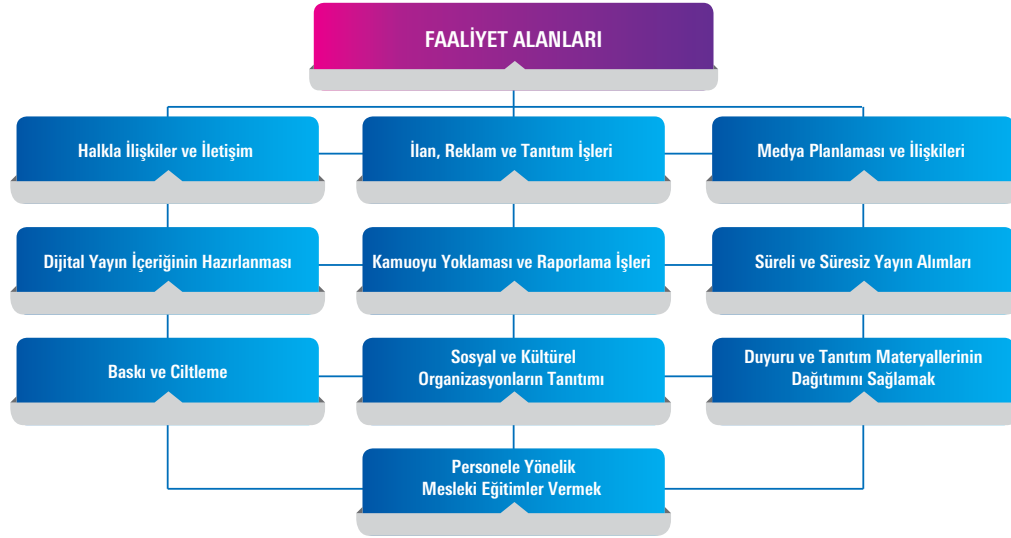 FAALİYET ALANLARI
Halkla İlişkiler ve İletişim
İlan, Reklam ve Tanıtım İşleri
Medya Planlaması ve İlişkileri
Dijital Yayın İçeriğinin Hazırlanması
Kamuoyu Yoklaması ve Raporlama İşleri
Süreli ve Süresiz Yayın Alımları
Baskı ve Ciltleme
Sosyal ve Kültürel
Organizasyonların Tanıtımı
Duyuru ve Tanıtım Materyallerinin
Dağıtımını Sağlamak
Personele Yönelik
Mesleki Eğitimler Vermek